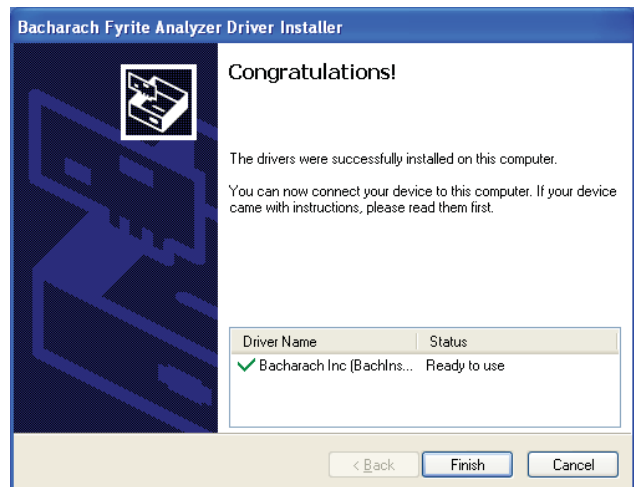 Bacharach Fyrite Analyzer Driver Installer
Congratulations!
The drivers were successfully installed on this computer.
You can now connect your device to this computer. If your device
came with instructions, please read them first.
Driver Name Status
Bacharach Inc (BachIns... Ready to use
< Back Finish Cancel